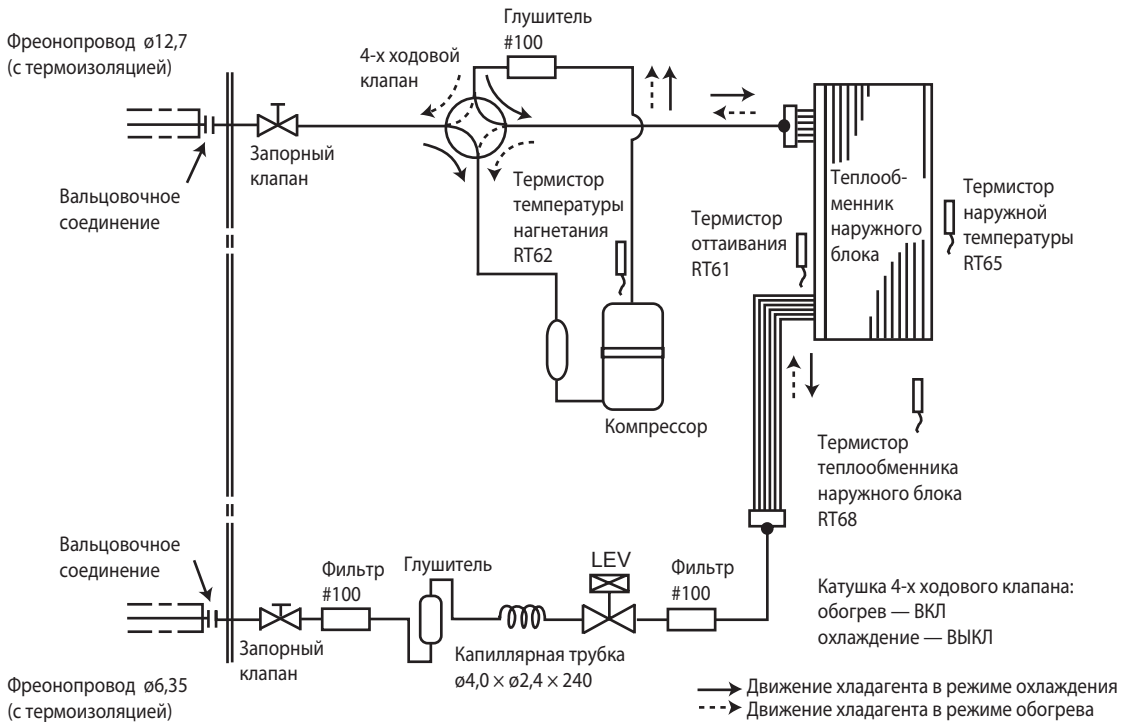 Фреонопровод ø12,7
(с термоизоляцией)
Глушитель
#100
4-х ходовой
клапан
Запорный
клапан
Вальцовочное
соединение
Термистор
температуры
нагнетания
RT62
Термистор
оттаивания
RT61
Теплооб-
менник
наружного
блока
Термистор
наружной
температуры
RT65
Компрессор
Термистор
теплообменника
наружного блока
RT68
Вальцовочное
соединение
Фильтр
#100
Глушитель
LEV
Фильтр
#100
Катушка 4-х ходового клапана:
обогрев — ВКЛ
охлаждение — ВЫКЛ
Запорный
клапан
Капиллярная трубка
ø4,0 × ø2,4 × 240
Фреонопровод ø6,35
(с термоизоляцией)
Движение хладагента в режиме охлаждения
Движение хладагента в режиме обогрева